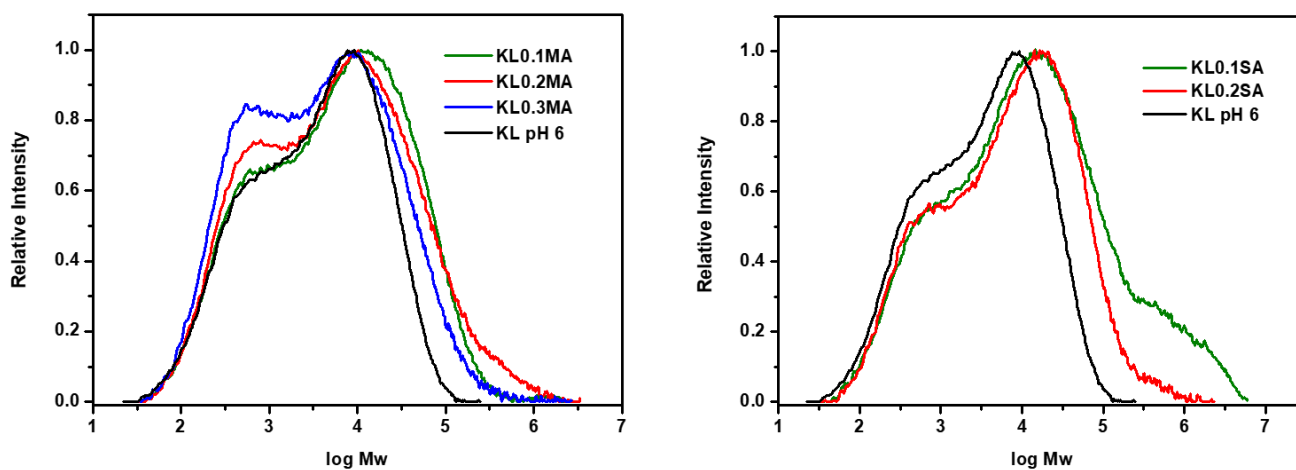 1.0
0.8
0.6
0.4
0.2
0.0
Relative Intensity
KL0.1MA
KL0.2MA
KL0.3MA
KL pH 6
1 2 3 4 5 6 7
log Mw
1.0
0.8
0.6
0.4
0.2
0.0
Relative Intensity
KL0.1SA
KL0.2SA
KL pH 6
1 2 3 4 5 6 7
log Mw